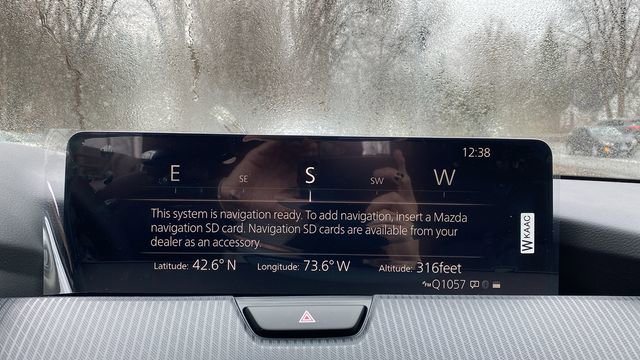 12:38
E SE S SW W
This system is navigation ready. To add navigation, insert a Mazda
navigation SD card. Navigation SD cards are available from your
dealer as an accessory.
WKAAC
Latitude: 42.6° N Longitude: 73.6° W Altitude: 316feet
FM Q1057